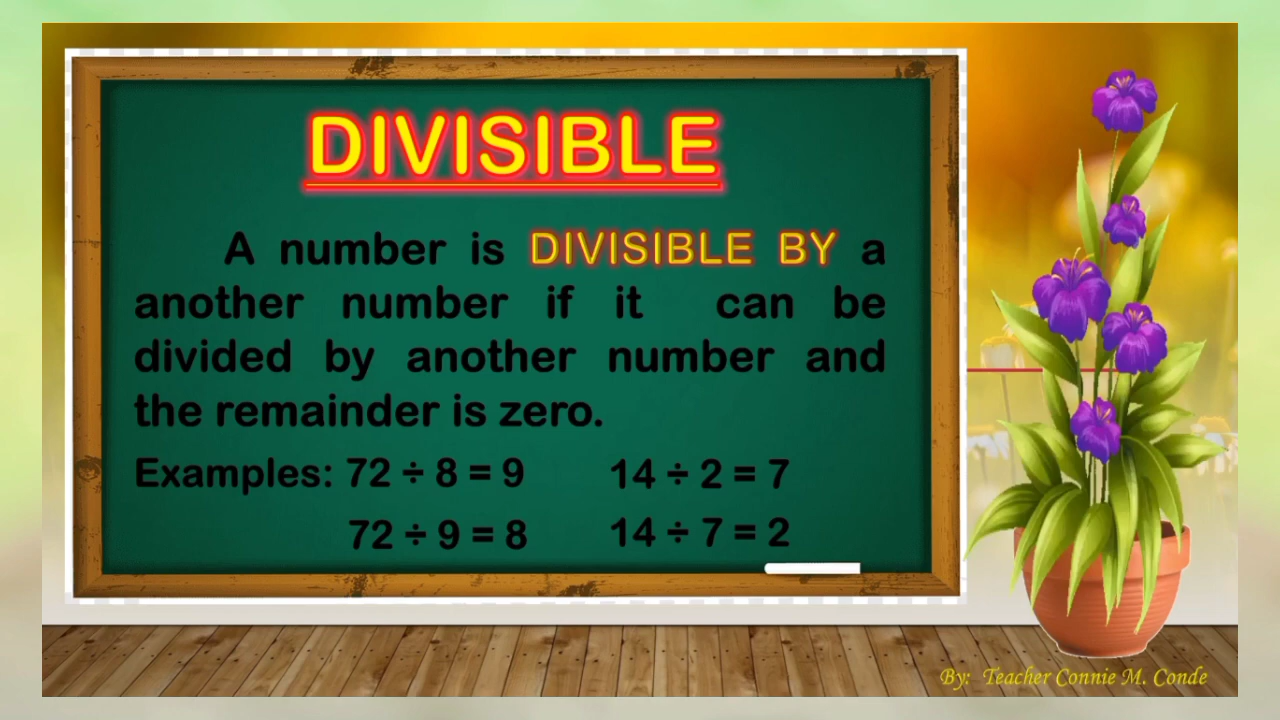 DIVISIBLE
A number is DIVISIBLE BY a
another number if it can be
divided by another number and
the remainder is zero.
Examples: 72 ÷ 8 = 9 14 ÷ 2 = 7
72 ÷ 9 = 8 14 ÷ 7 = 2
By: Teacher Connie M. Conde